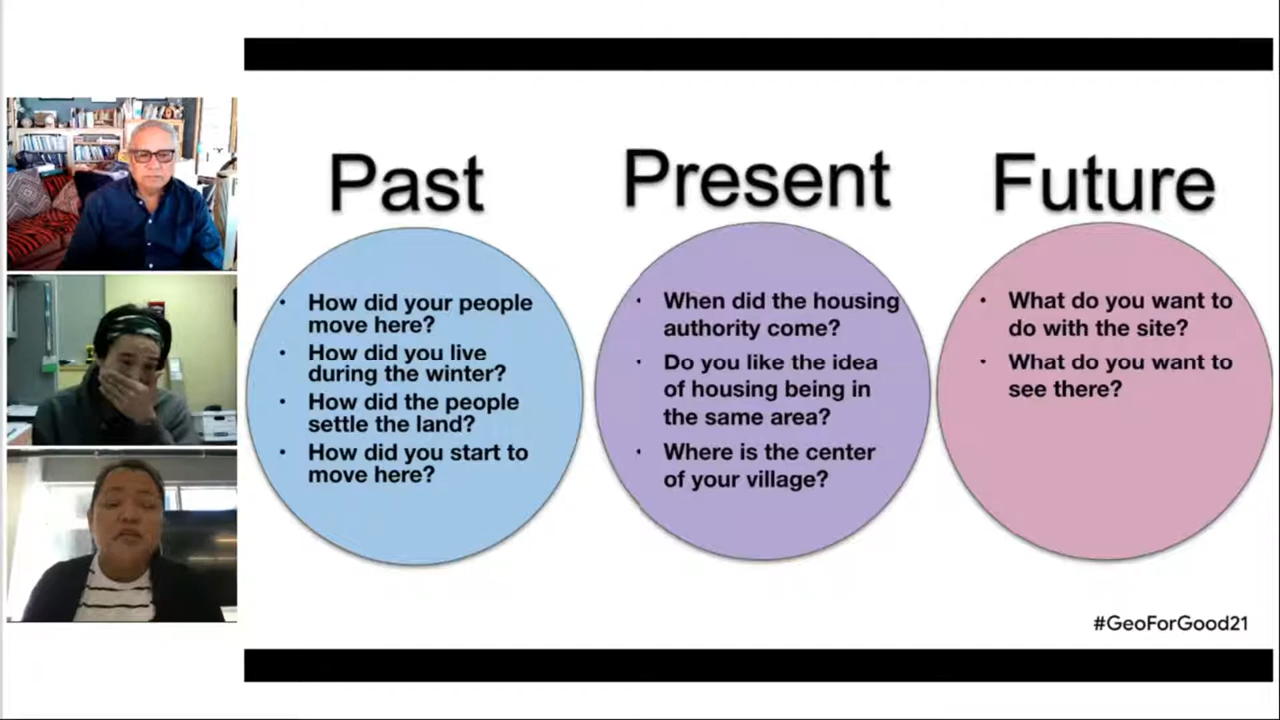 Past
How did your people
move here?
How did you live
during the winter?
How did the people
settle the land?
How did you start to
move here?
Present
When did the housing
authority come?
Do you like the idea
of housing being in
the same area?
Where is the center
of your village?
Future
What do you want to
do with the site?
What do you want to
see there?
#GeoForGood21